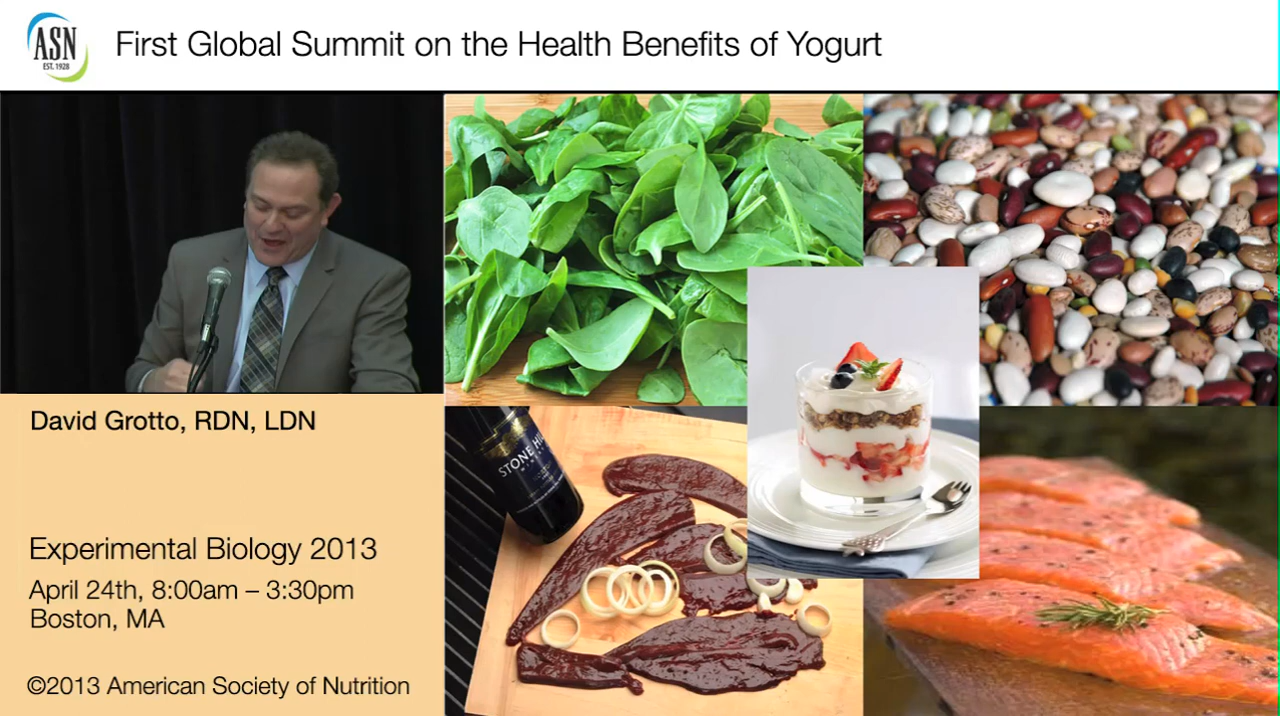 ASN
EST. 1928
First Global Summit on the Health Benefits of Yogurt
David Grotto, RDN, LDN
Experimental Biology 2013
April 24th, 8:00am – 3:30pm
Boston, MA
©2013 American Society of Nutrition
STONE HI